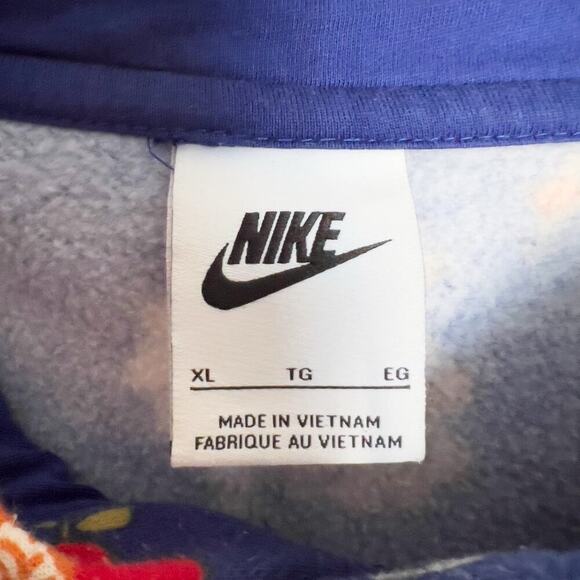 NIKE
XL TG EG
MADE IN VIETNAM
FABRIQUE AU VIETNAM